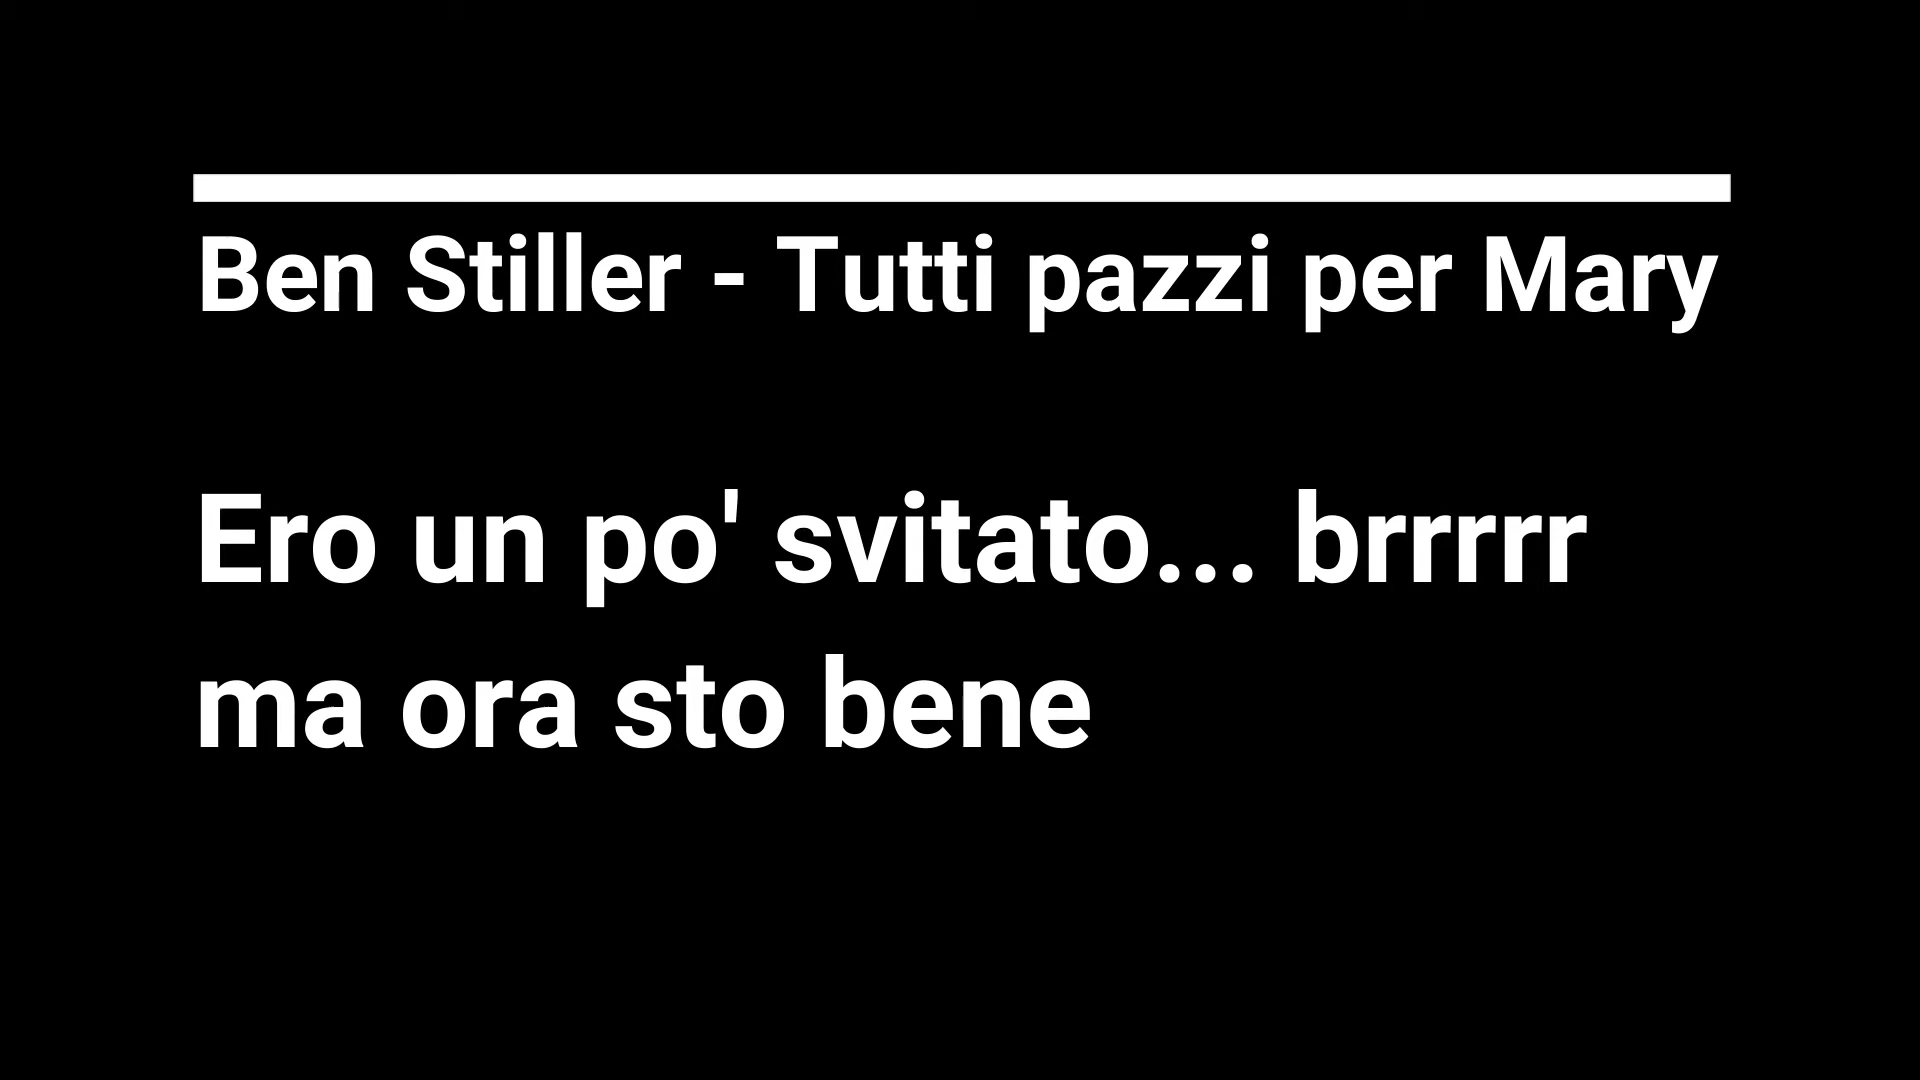 Ben Stiller - Tutti pazzi per Mary
Ero un po' svitato... brrrrr
ma ora sto bene